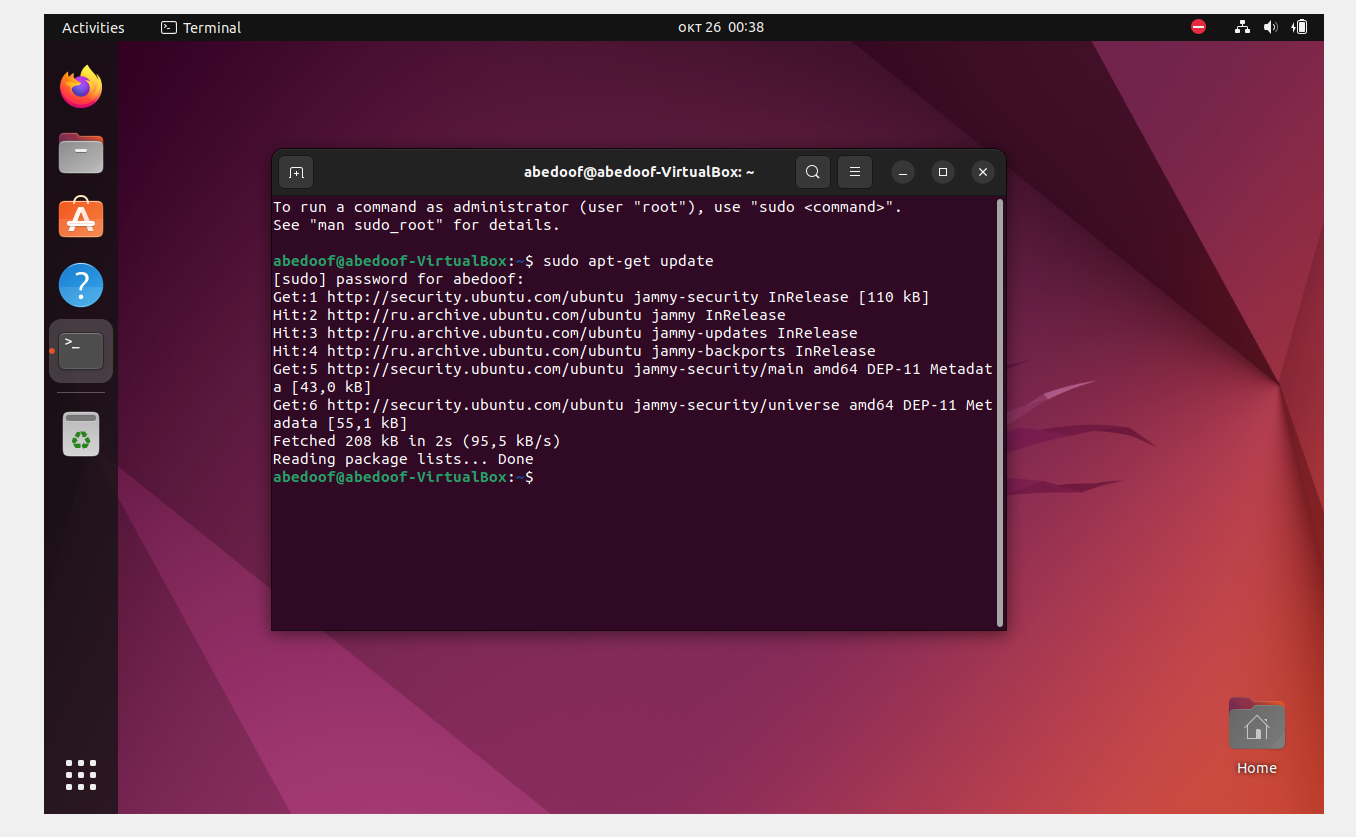 Activities
Terminal
окт 26 00:38
abedoof@abedoof-VirtualBox: ~
To run a command as administrator (user "root"), use "sudo <command>".
See "man sudo_root" for details.
abedoof@abedoof-VirtualBox:~$ sudo apt-get update
[sudo] password for abedoof:
Get:1 http://security.ubuntu.com/ubuntu jammy-security InRelease [110 kB]
Hit:2 http://ru.archive.ubuntu.com/ubuntu jammy InRelease
Hit:3 http://ru.archive.ubuntu.com/ubuntu jammy-updates InRelease
Hit:4 http://ru.archive.ubuntu.com/ubuntu jammy-backports InRelease
Get:5 http://security.ubuntu.com/ubuntu jammy-security/main amd64 DEP-11 Metadat
a [43,0 kB]
Get:6 http://security.ubuntu.com/ubuntu jammy-security/universe amd64 DEP-11 Met
adata [55,1 kB]
Fetched 208 kB in 2s (95,5 kB/s)
Reading package lists... Done
abedoof@abedoof-VirtualBox:~$
Home